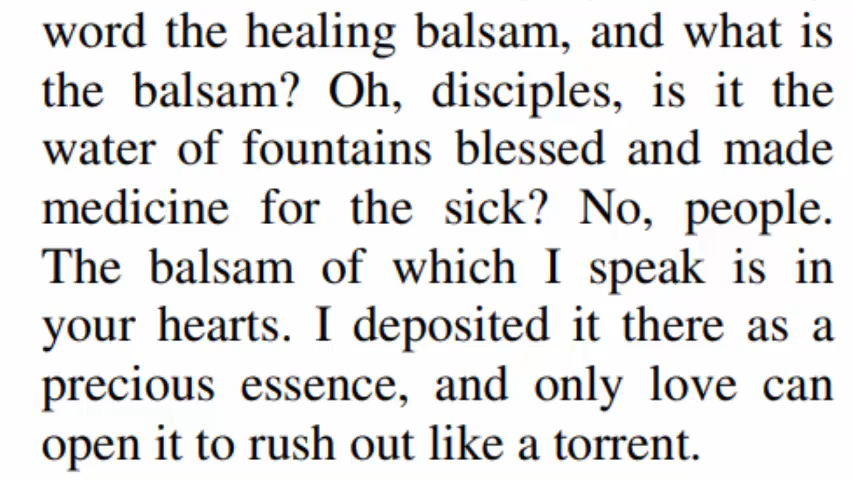 word the healing balsam, and what is
the balsam? Oh, disciples, is it the
water of fountains blessed and made
medicine for the sick? No, people.
The balsam of which I speak is in
your hearts. I deposited it there as a
precious essence, and only love can
open it to rush out like a torrent.